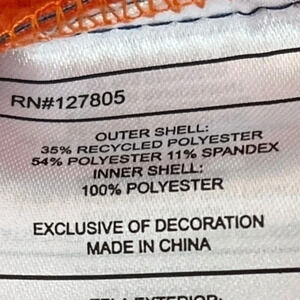 RN#127805
OUTER SHELL:
35% RECYCLED POLYESTER
54% POLYESTER 11% SPANDEX
INNER SHELL:
100% POLYESTER
EXCLUSIVE OF DECORATION
MADE IN CHINA